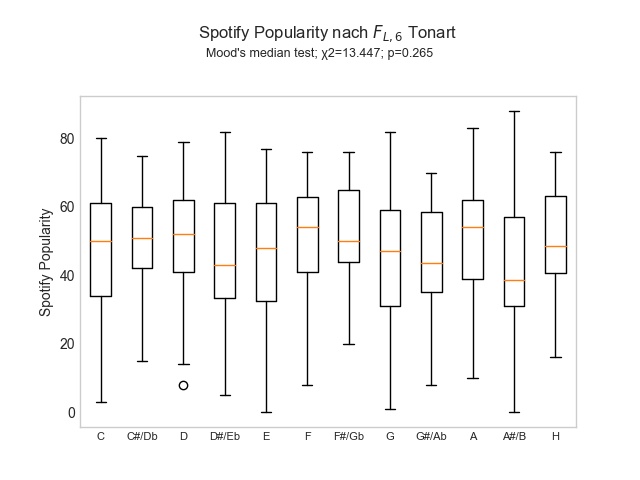 Spotify Popularity nach F_{L,6} Tonart
Mood's median test; χ2=13.447; p=0.265
Spotify Popularity
80
60
40
20
0
C C#/Db D D#/Eb E F F#/Gb G G#/Ab A A#/B H